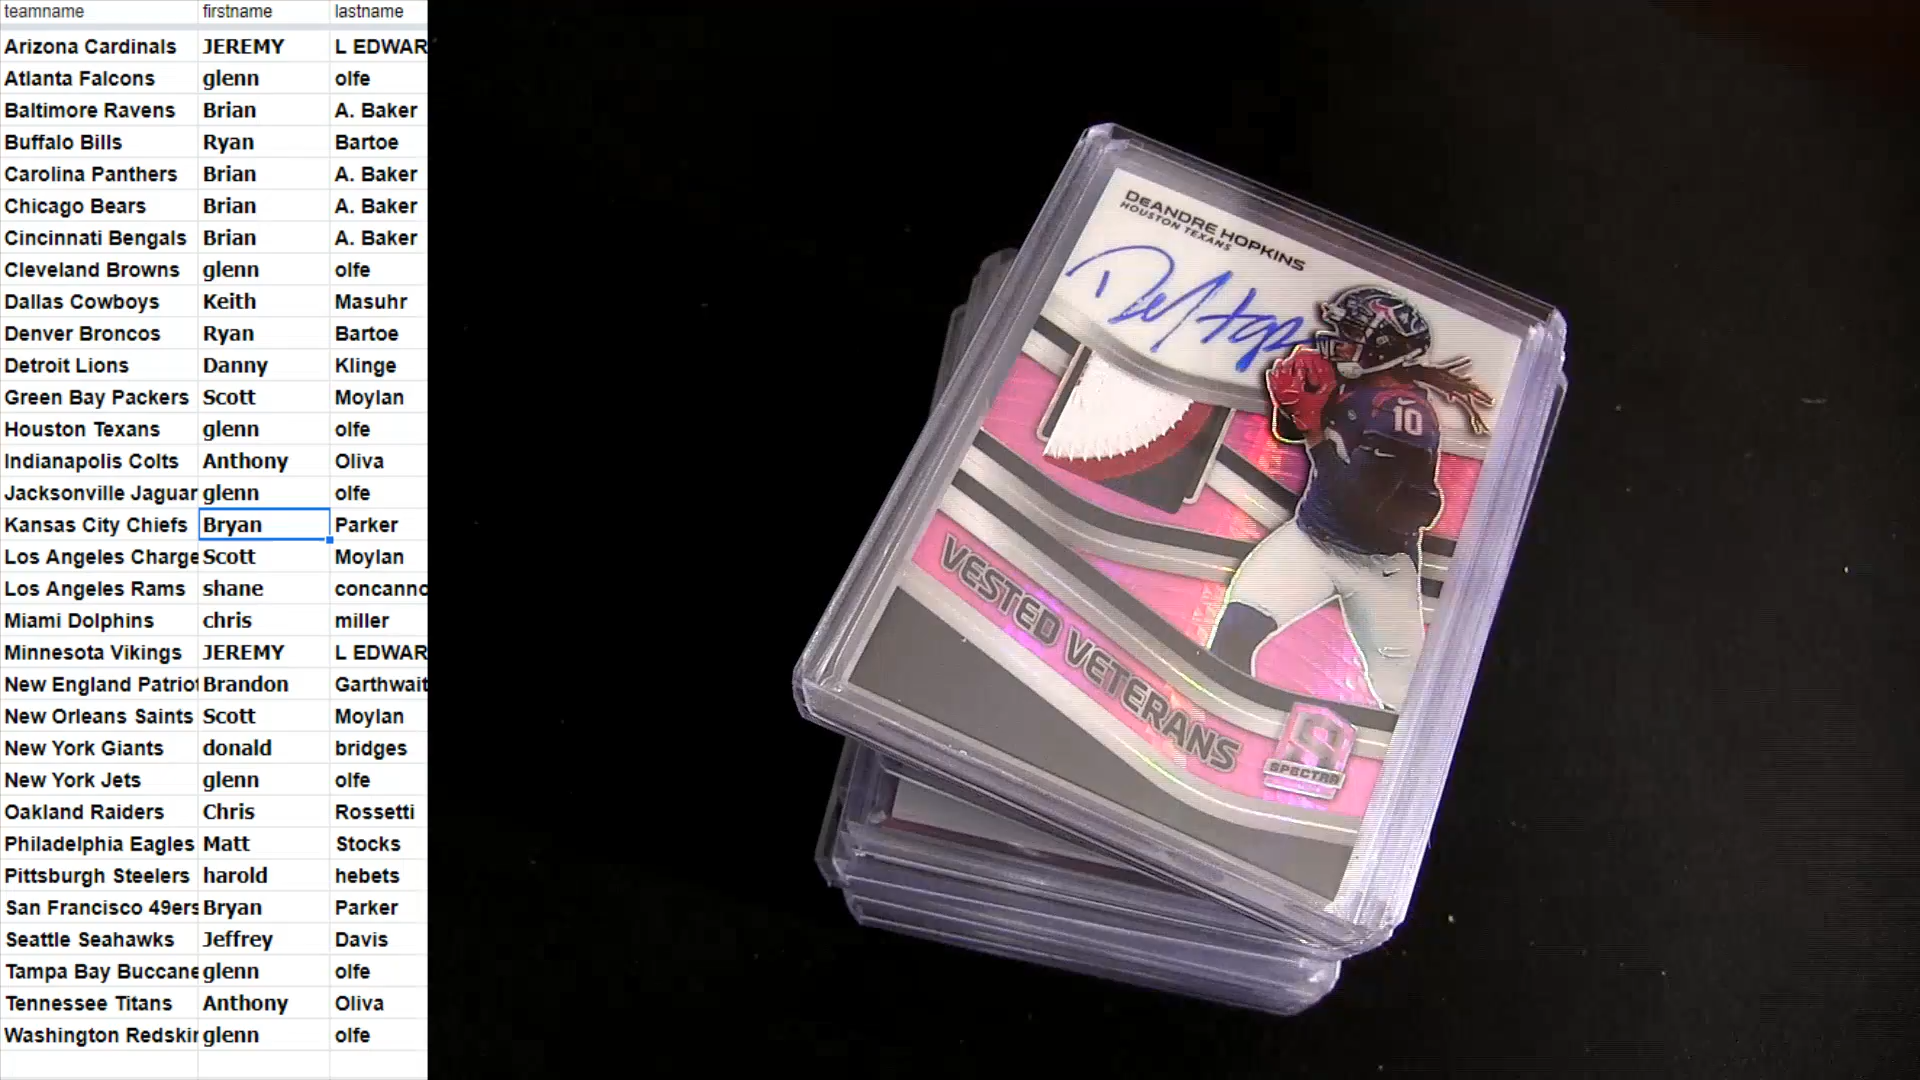 teamname firstname lastname
Arizona Cardinals JEREMY L EDWAR
Atlanta Falcons glenn olfe
Baltimore Ravens Brian A. Baker
Buffalo Bills Ryan Bartoe
Carolina Panthers Brian A. Baker
Chicago Bears Brian A. Baker
Cincinnati Bengals Brian A. Baker
Cleveland Browns glenn olfe
Dallas Cowboys Keith Masuhr
Denver Broncos Ryan Bartoe
Detroit Lions Danny Klinge
Green Bay Packers Scott Moylan
Houston Texans glenn olfe
Indianapolis Colts Anthony Oliva
Jacksonville Jaguar glenn olfe
Kansas City Chiefs Bryan Parker
Los Angeles Charge Scott Moylan
Los Angeles Rams shane concanno
Miami Dolphins chris miller
Minnesota Vikings JEREMY L EDWAR
New England Patriot Brandon Garthwait
New Orleans Saints Scott Moylan
New York Giants donald bridges
New York Jets glenn olfe
Oakland Raiders Chris Rossetti
Philadelphia Eagles Matt Stocks
Pittsburgh Steelers harold hebets
San Francisco 49ers Bryan Parker
Seattle Seahawks Jeffrey Davis
Tampa Bay Buccane glenn olfe
Tennessee Titans Anthony Oliva
Washington Redskin glenn olfe
DEANDRE HOPKINS
HOUSTON TEXANS
10
VESTED VETERANS
S
SPECTRA